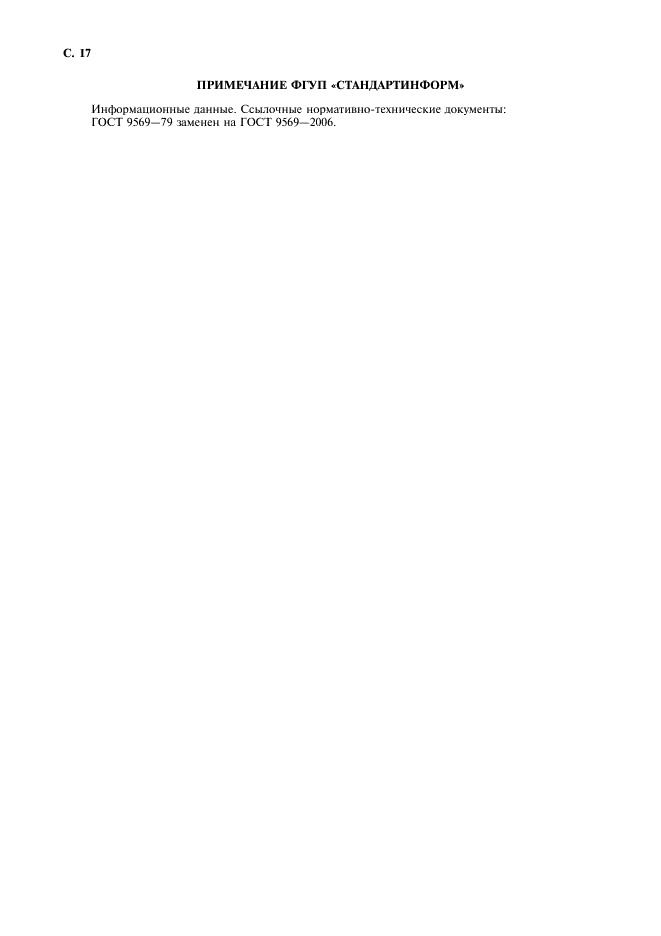 С. 17
ПРИМЕЧАНИЕ ФГУП «СТАНДАРТИНФОРМ»
Информационные данные. Ссылочные нормативно-технические документы:
ГОСТ 9569—79 заменен на ГОСТ 9569—2006.